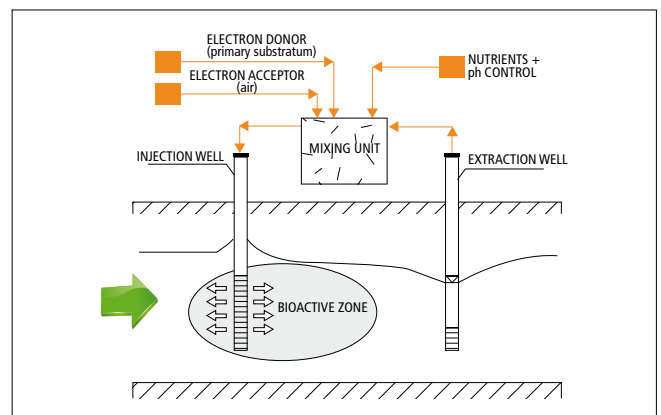 ELECTRON DONOR
(primary substratum)
ELECTRON ACCEPTOR
(air)
NUTRIENTS +
ph CONTROL
MIXING UNIT
INJECTION WELL
EXTRACTION WELL
BIOACTIVE ZONE